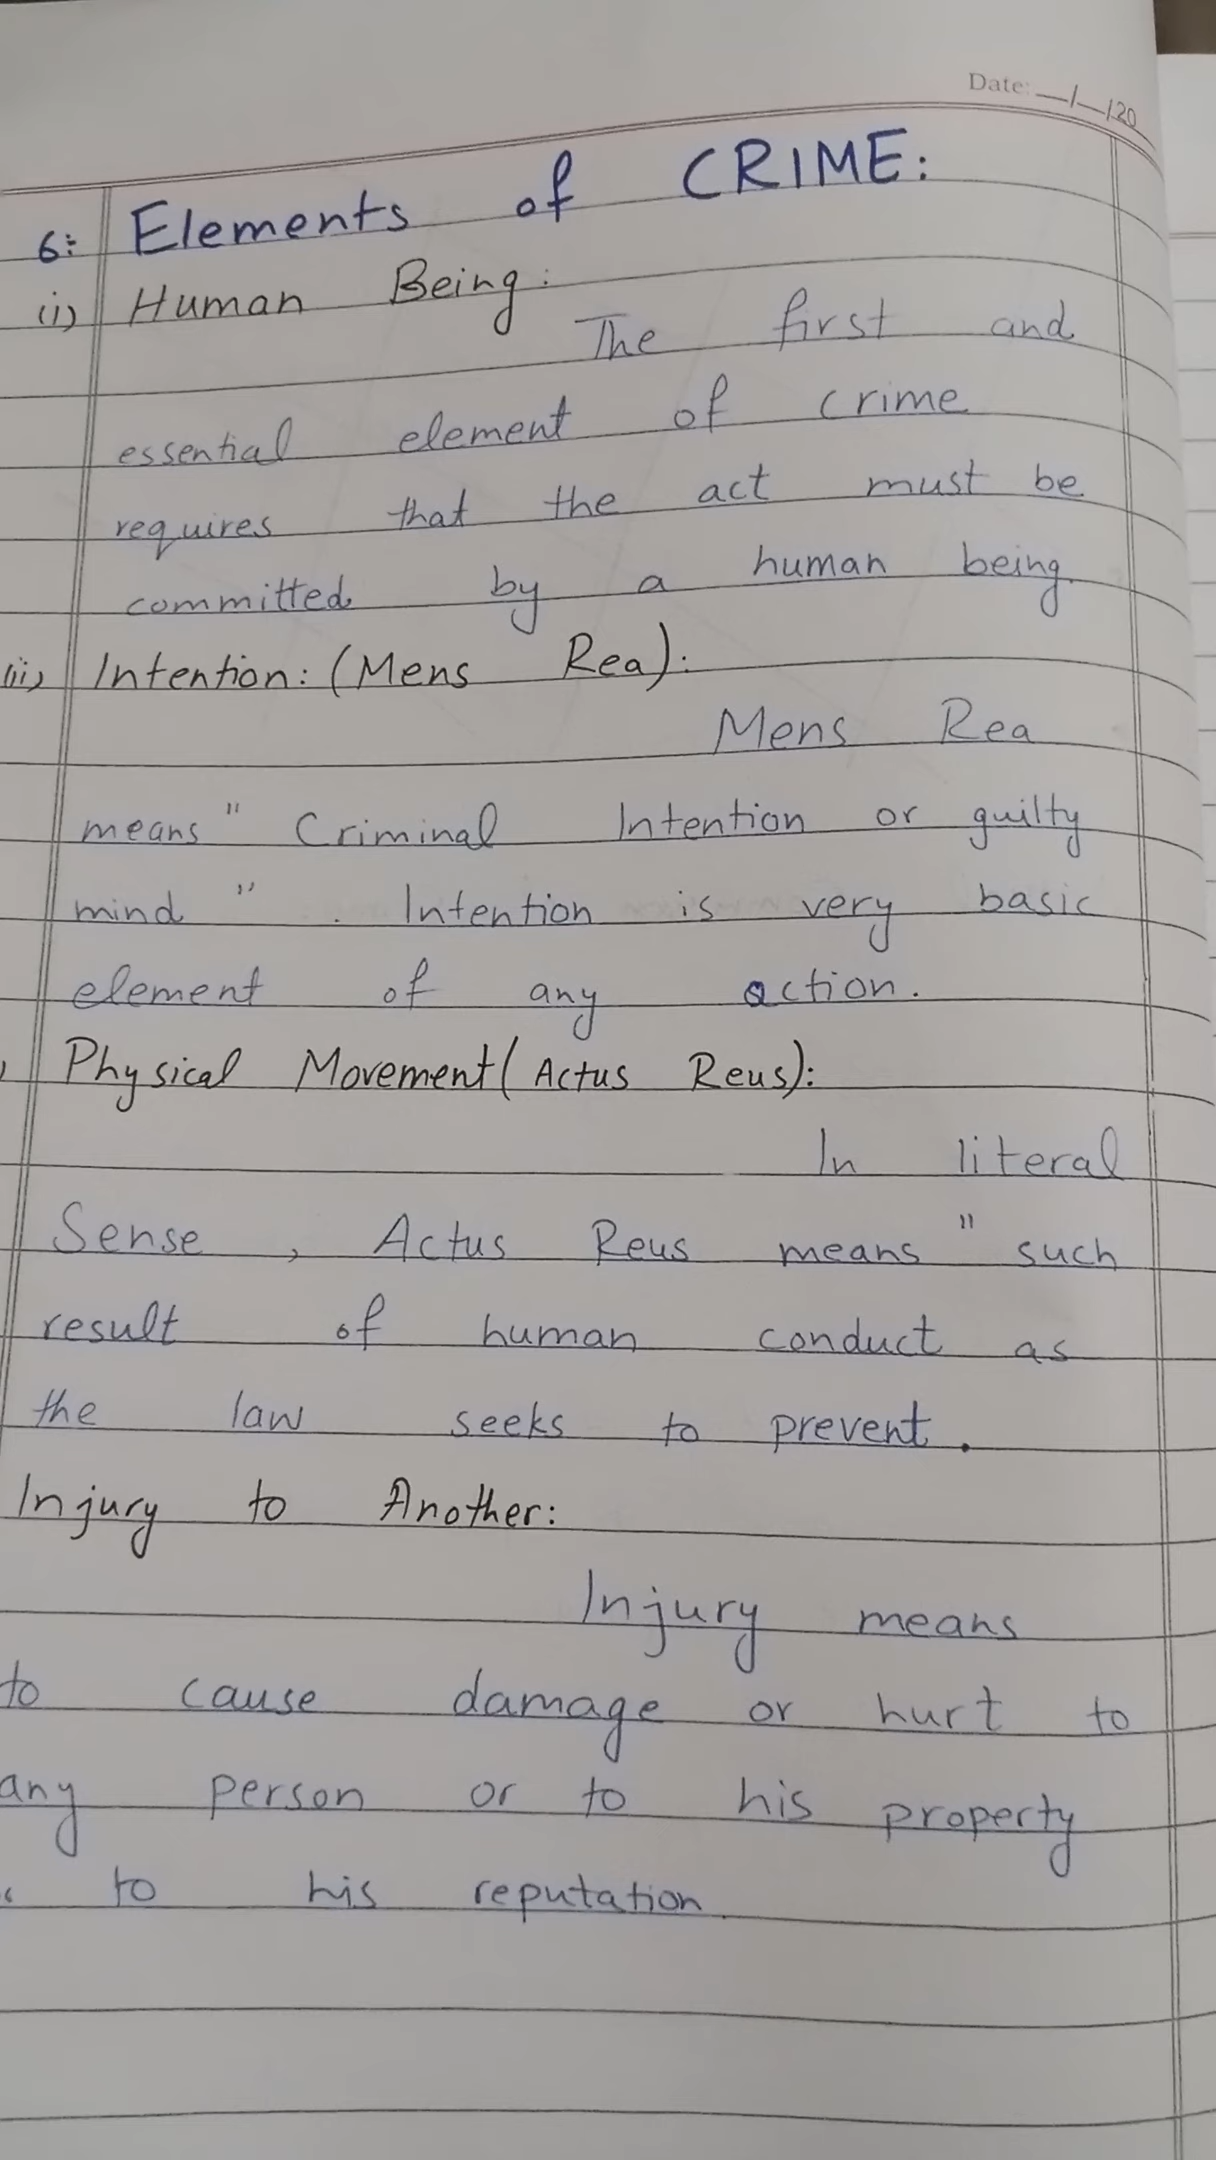 Date: __/__/20
6: Elements of CRIME:
(i) Human Being:
The first and
essential element of crime
requires that the act must be
committed by a human being.
(ii) Intention: (Mens Rea):
Mens Rea
means " Criminal Intention or guilty
mind " . Intention is very basic
element of any action.
Physical Movement (Actus Reus):
In literal
Sense , Actus Reus means " such
result of human conduct as
the law seeks to prevent .
Injury to Another:
Injury means
to cause damage or hurt to
any person or to his property
to his reputation.